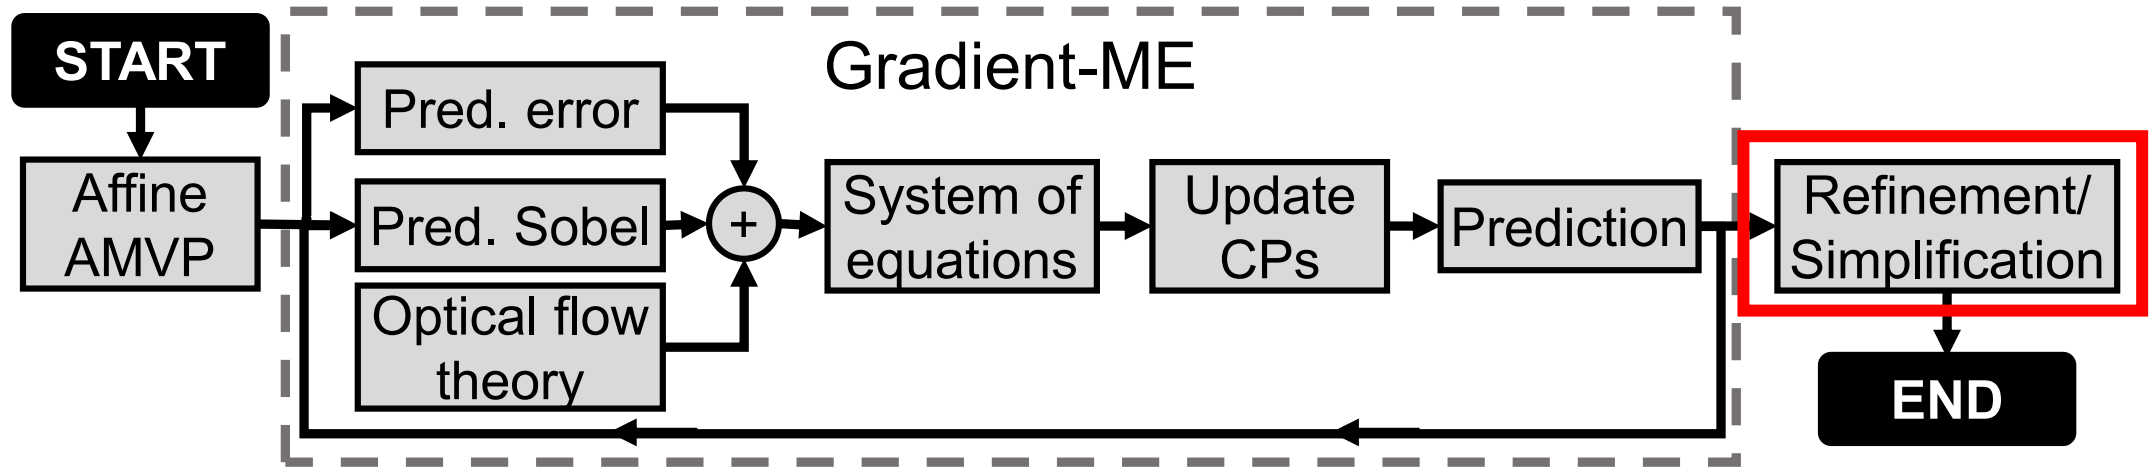 START
Gradient-ME
Affine
AMVP
Pred. error
Pred. Sobel
Optical flow
theory
+
System of
equations
Update
CPs
Prediction
Refinement/
Simplification
END